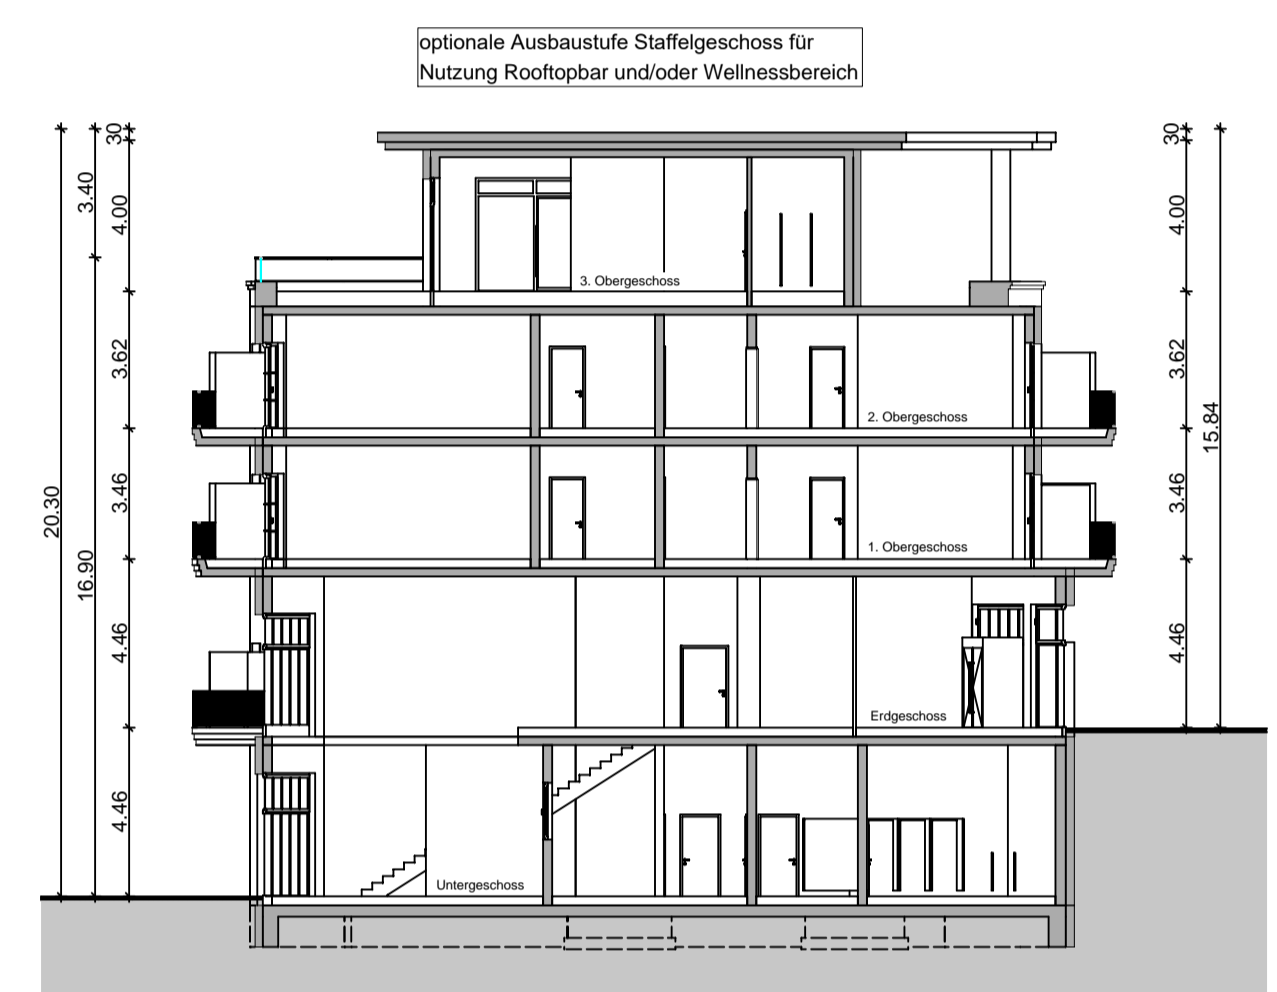 optionale Ausbaustufe Staffelgeschoss für
Nutzung Rooftopbar und/oder Wellnessbereich
30
3.40
4.00
3.62
3.46
20.30
16.90
4.46
4.46
3. Obergeschoss
2. Obergeschoss
1. Obergeschoss
Erdgeschoss
Untergeschoss
30
4.00
3.62
15.84
3.46
4.46